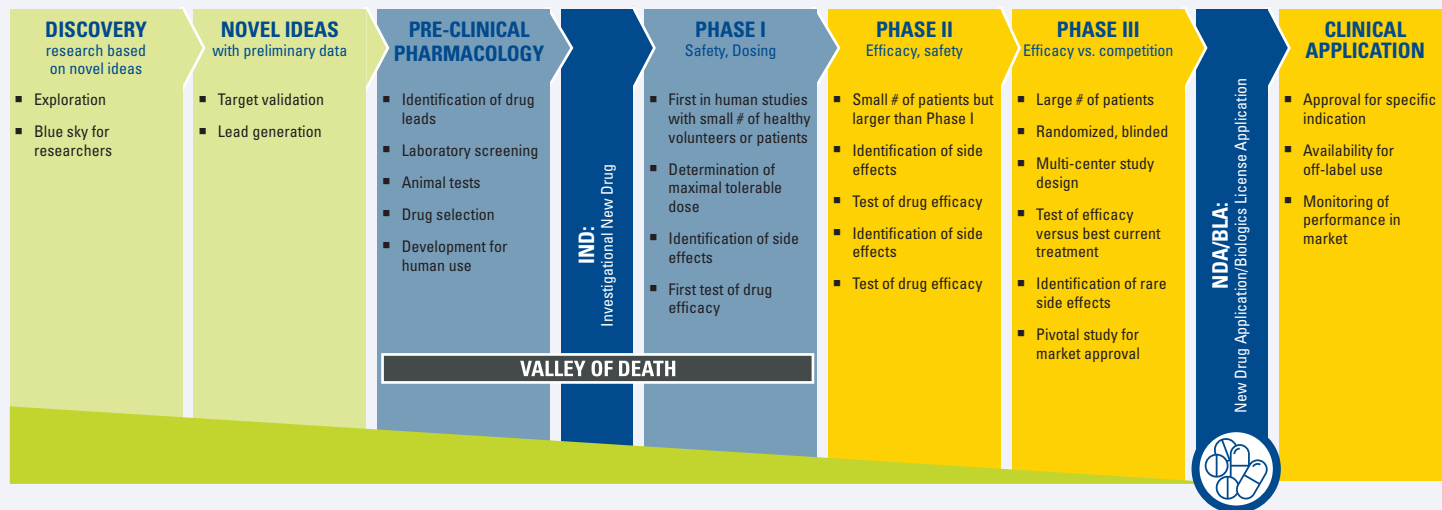 DISCOVERY
research based
on novel ideas
■ Exploration
■ Blue sky for
researchers
NOVEL IDEAS
with preliminary data
■ Target validation
■ Lead generation
PRE-CLINICAL
PHARMACOLOGY
■ Identification of drug
leads
■ Laboratory screening
■ Animal tests
■ Drug selection
■ Development for
human use
IND:
Investigational New Drug
PHASE I
Safety, Dosing
■ First in human studies
with small # of healthy
volunteers or patients
■ Determination of
maximal tolerable
dose
■ Identification of side
effects
■ First test of drug
efficacy
VALLEY OF DEATH
PHASE II
Efficacy, safety
■ Small # of patients but
larger than Phase I
■ Identification of side
effects
■ Test of drug efficacy
■ Identification of side
effects
■ Test of drug efficacy
PHASE III
Efficacy vs. competition
■ Large # of patients
■ Randomized, blinded
■ Multi-center study
design
■ Test of efficacy
versus best current
treatment
■ Identification of rare
side effects
■ Pivotal study for
market approval
NDA/BLA:
New Drug Application/Biologics License Application
CLINICAL
APPLICATION
■ Approval for specific
indication
■ Availability for
off-label use
■ Monitoring of
performance in
market